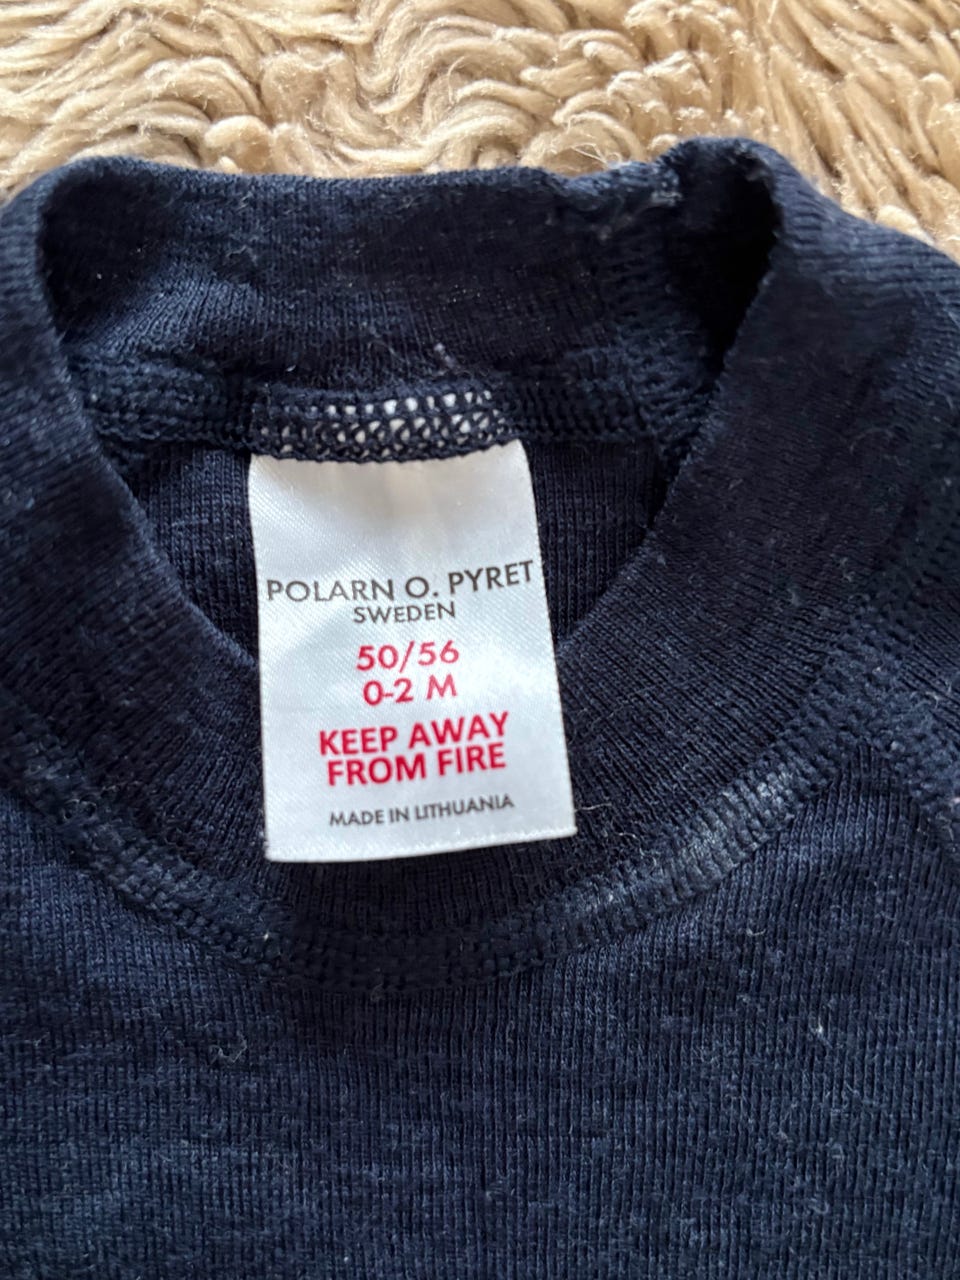 POLARN O. PYRET
SWEDEN
50/56
0-2 M
KEEP AWAY
FROM FIRE
MADE IN LITHUANIA